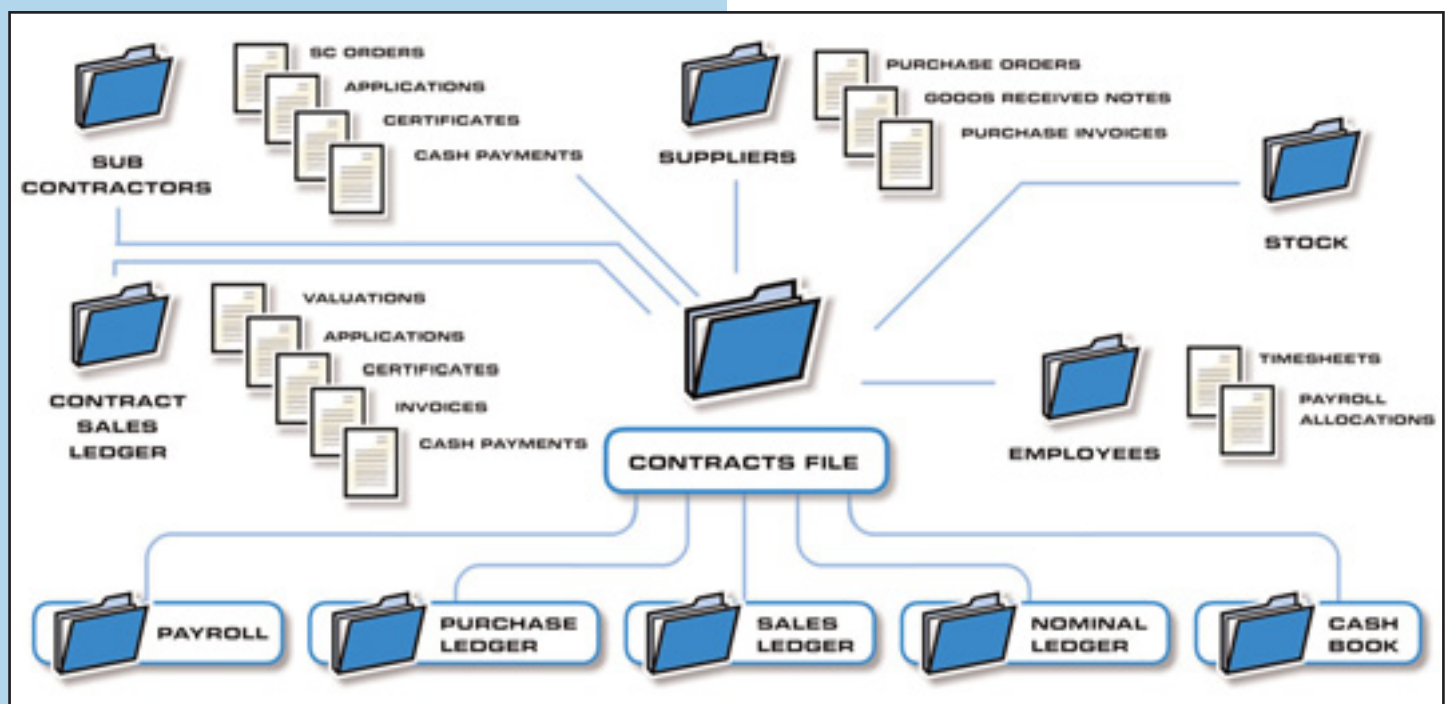 SC ORDERS
APPLICATIONS
CERTIFICATES
CASH PAYMENTS
SUB
CONTRACTORS
PURCHASE ORDERS
GOODS RECEIVED NOTES
PURCHASE INVOICES
SUPPLIERS
STOCK
VALUATIONS
APPLICATIONS
CERTIFICATES
INVOICES
CASH PAYMENTS
CONTRACT
SALES
LEDGER
TIMESHEETS
PAYROLL
ALLOCATIONS
EMPLOYEES
CONTRACTS FILE
PAYROLL
PURCHASE
LEDGER
SALES
LEDGER
NOMINAL
LEDGER
CASH
BOOK